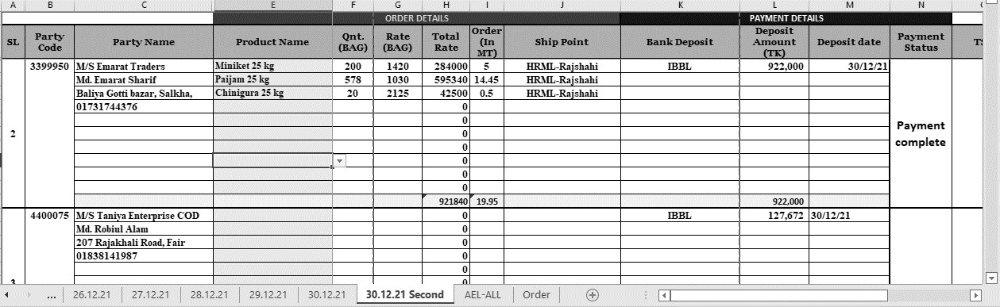 A B C E F G H I J K L M N
ORDER DETAILS PAYMENT DETAILS
SL Party Code Party Name Product Name Qnt. (BAG) Rate (BAG) Total Rate Order (In MT) Ship Point Bank Deposit Deposit Amount (TK) Deposit date Payment Status
3399950 M/S Emarat Traders Miniket 25 kg 200 1420 284000 5 HRML-Rajshahi IBBL 922,000 30/12/21
Md. Emarat Sharif Paijam 25 kg 578 1030 595340 14.45 HRML-Rajshahi
Baliya Gotti bazar, Salkha, Chinigura 25 kg 20 2125 42500 0.5 HRML-Rajshahi
01731744376 0
0
2 0 Payment complete
0
0
0
0
921840 19.95 922,000
4400075 M/S Taniya Enterprise COD 0 IBBL 127,672 30/12/21
Md. Robiul Alam 0
207 Rajakhali Road, Fair 0
01838141987 0
0
3 0
... 26.12.21 27.12.21 28.12.21 29.12.21 30.12.21 30.12.21 Second AEL-ALL Order